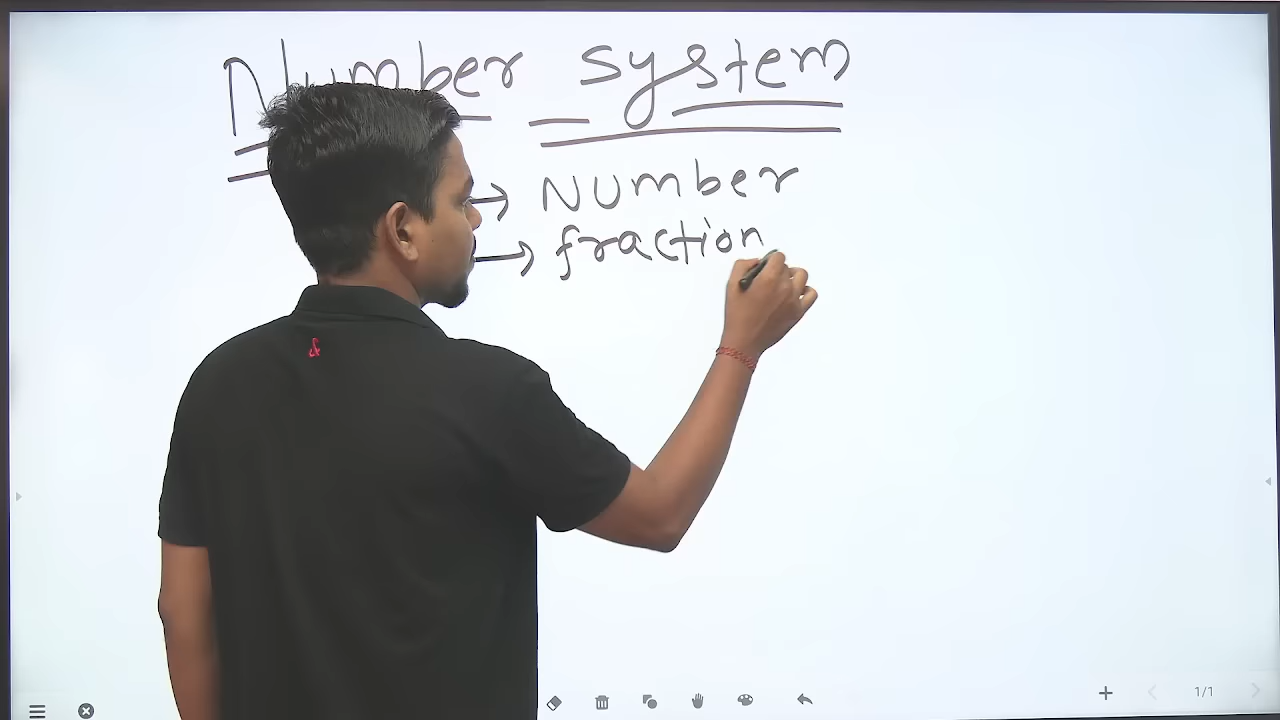 Number system
→ Number
→ fraction
1/1